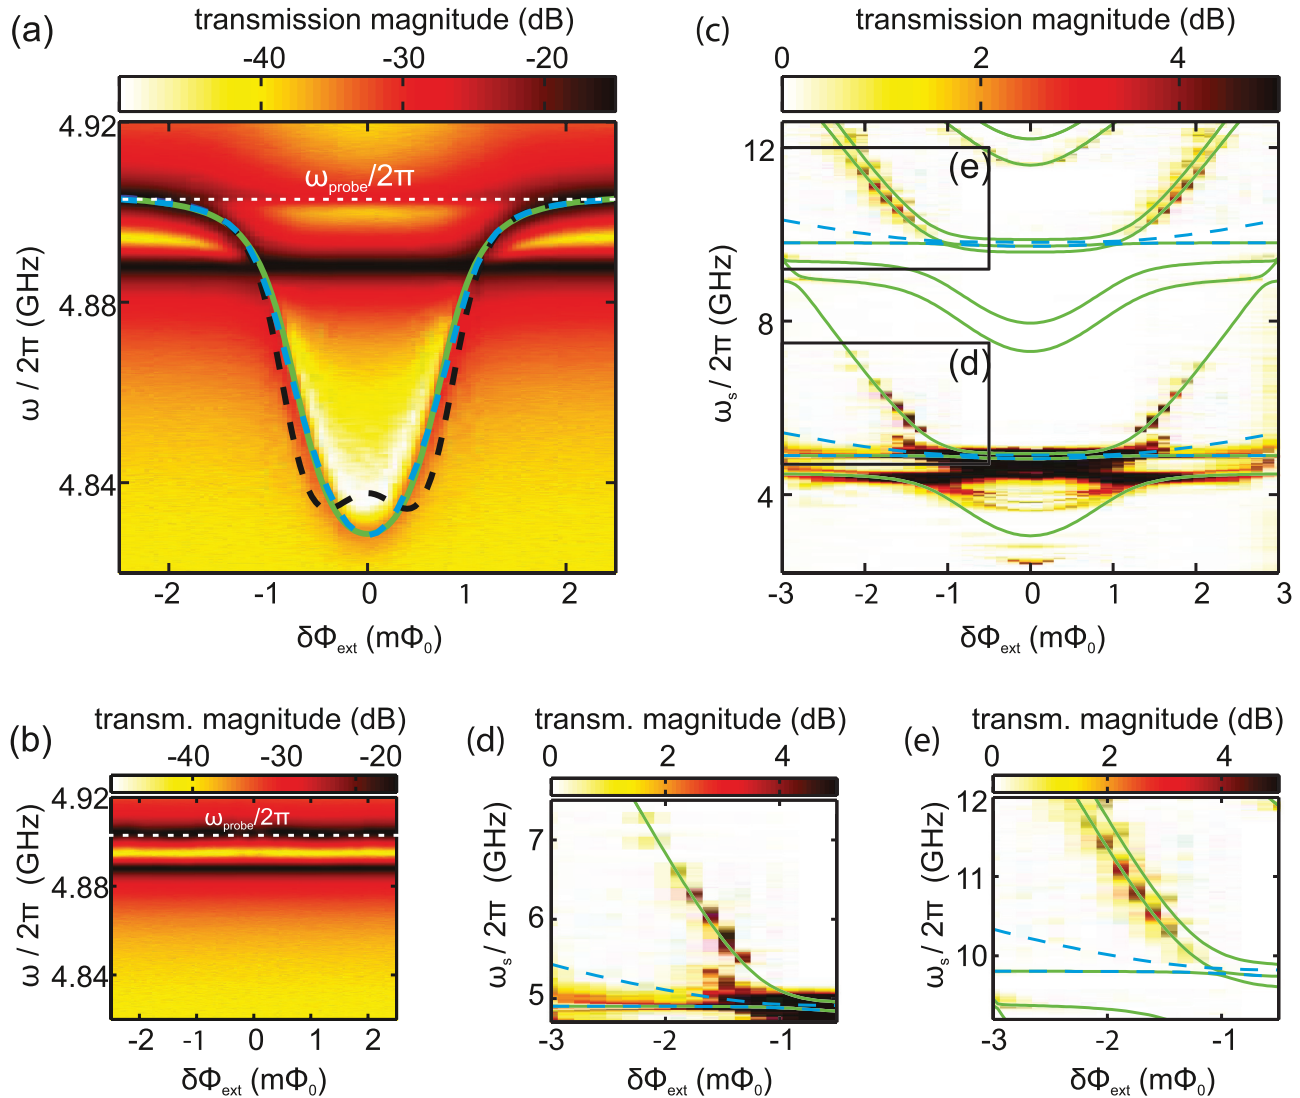 (a)
transmission magnitude (dB)
-40 -30 -20
4.92
4.88
4.84
ω / 2π (GHz)
ωprobe/2π
-2 -1 0 1 2
δΦext (mΦ0)
(c)
transmission magnitude (dB)
0 2 4
12
8
4
ωs/ 2π (GHz)
(e)
(d)
-3 -2 -1 0 1 2 3
δΦext (mΦ0)
(b)
transm. magnitude (dB)
-40 -30 -20
4.92
4.88
4.84
ω/ 2π (GHz)
ωprobe/2π
-2 -1 0 1 2
δΦext (mΦ0)
(d)
transm. magnitude (dB)
0 2 4
7
6
5
ωs/ 2π (GHz)
-3 -2 -1
δΦext (mΦ0)
(e)
transm. magnitude (dB)
0 2 4
12
11
10
ωs/ 2π (GHz)
-3 -2 -1
δΦext (mΦ0)